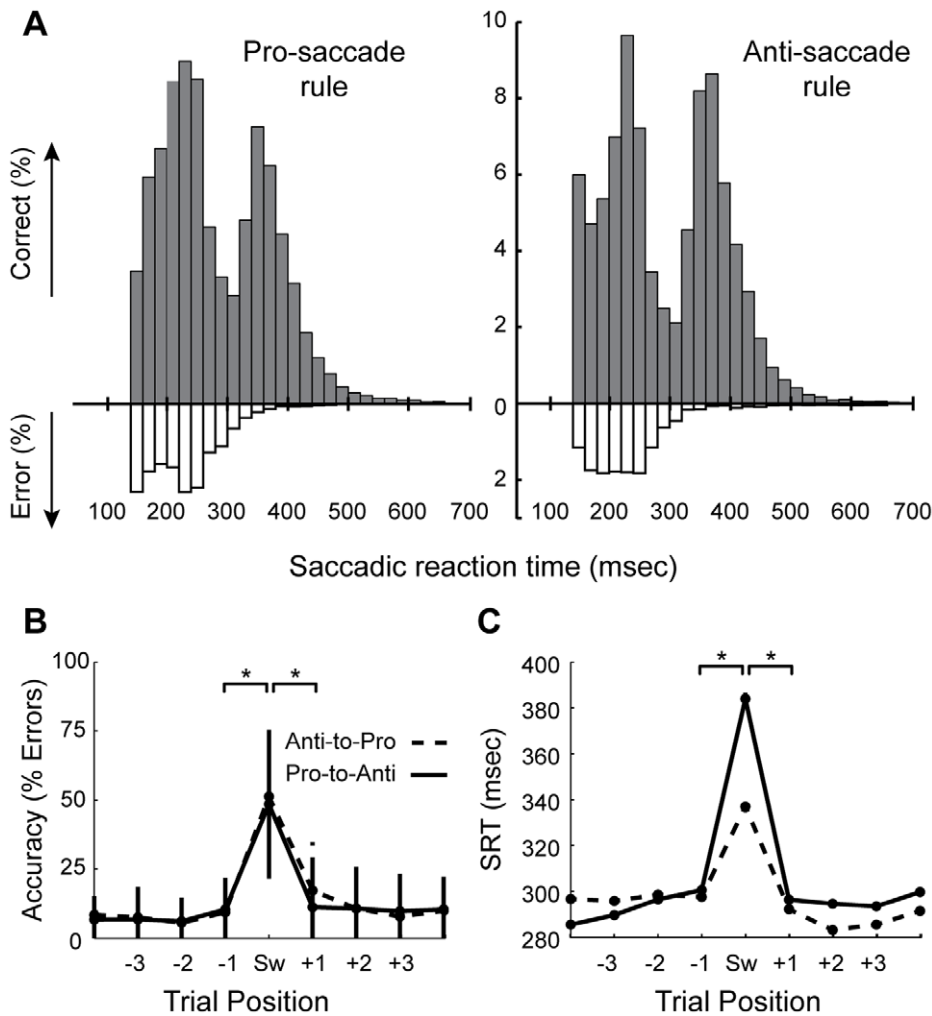 A
Pro-saccade
rule
Anti-saccade
rule
Correct (%)
Error (%)
10
8
6
4
2
0
2
100 200 300 400 500 600 700
100 200 300 400 500 600 700
Saccadic reaction time (msec)
B
Accuracy (% Errors)
100
75
50
25
0
* *
Anti-to-Pro
Pro-to-Anti
-3 -2 -1 Sw +1 +2 +3
Trial Position
C
SRT (msec)
400
380
360
340
320
300
280
* *
-3 -2 -1 Sw +1 +2 +3
Trial Position